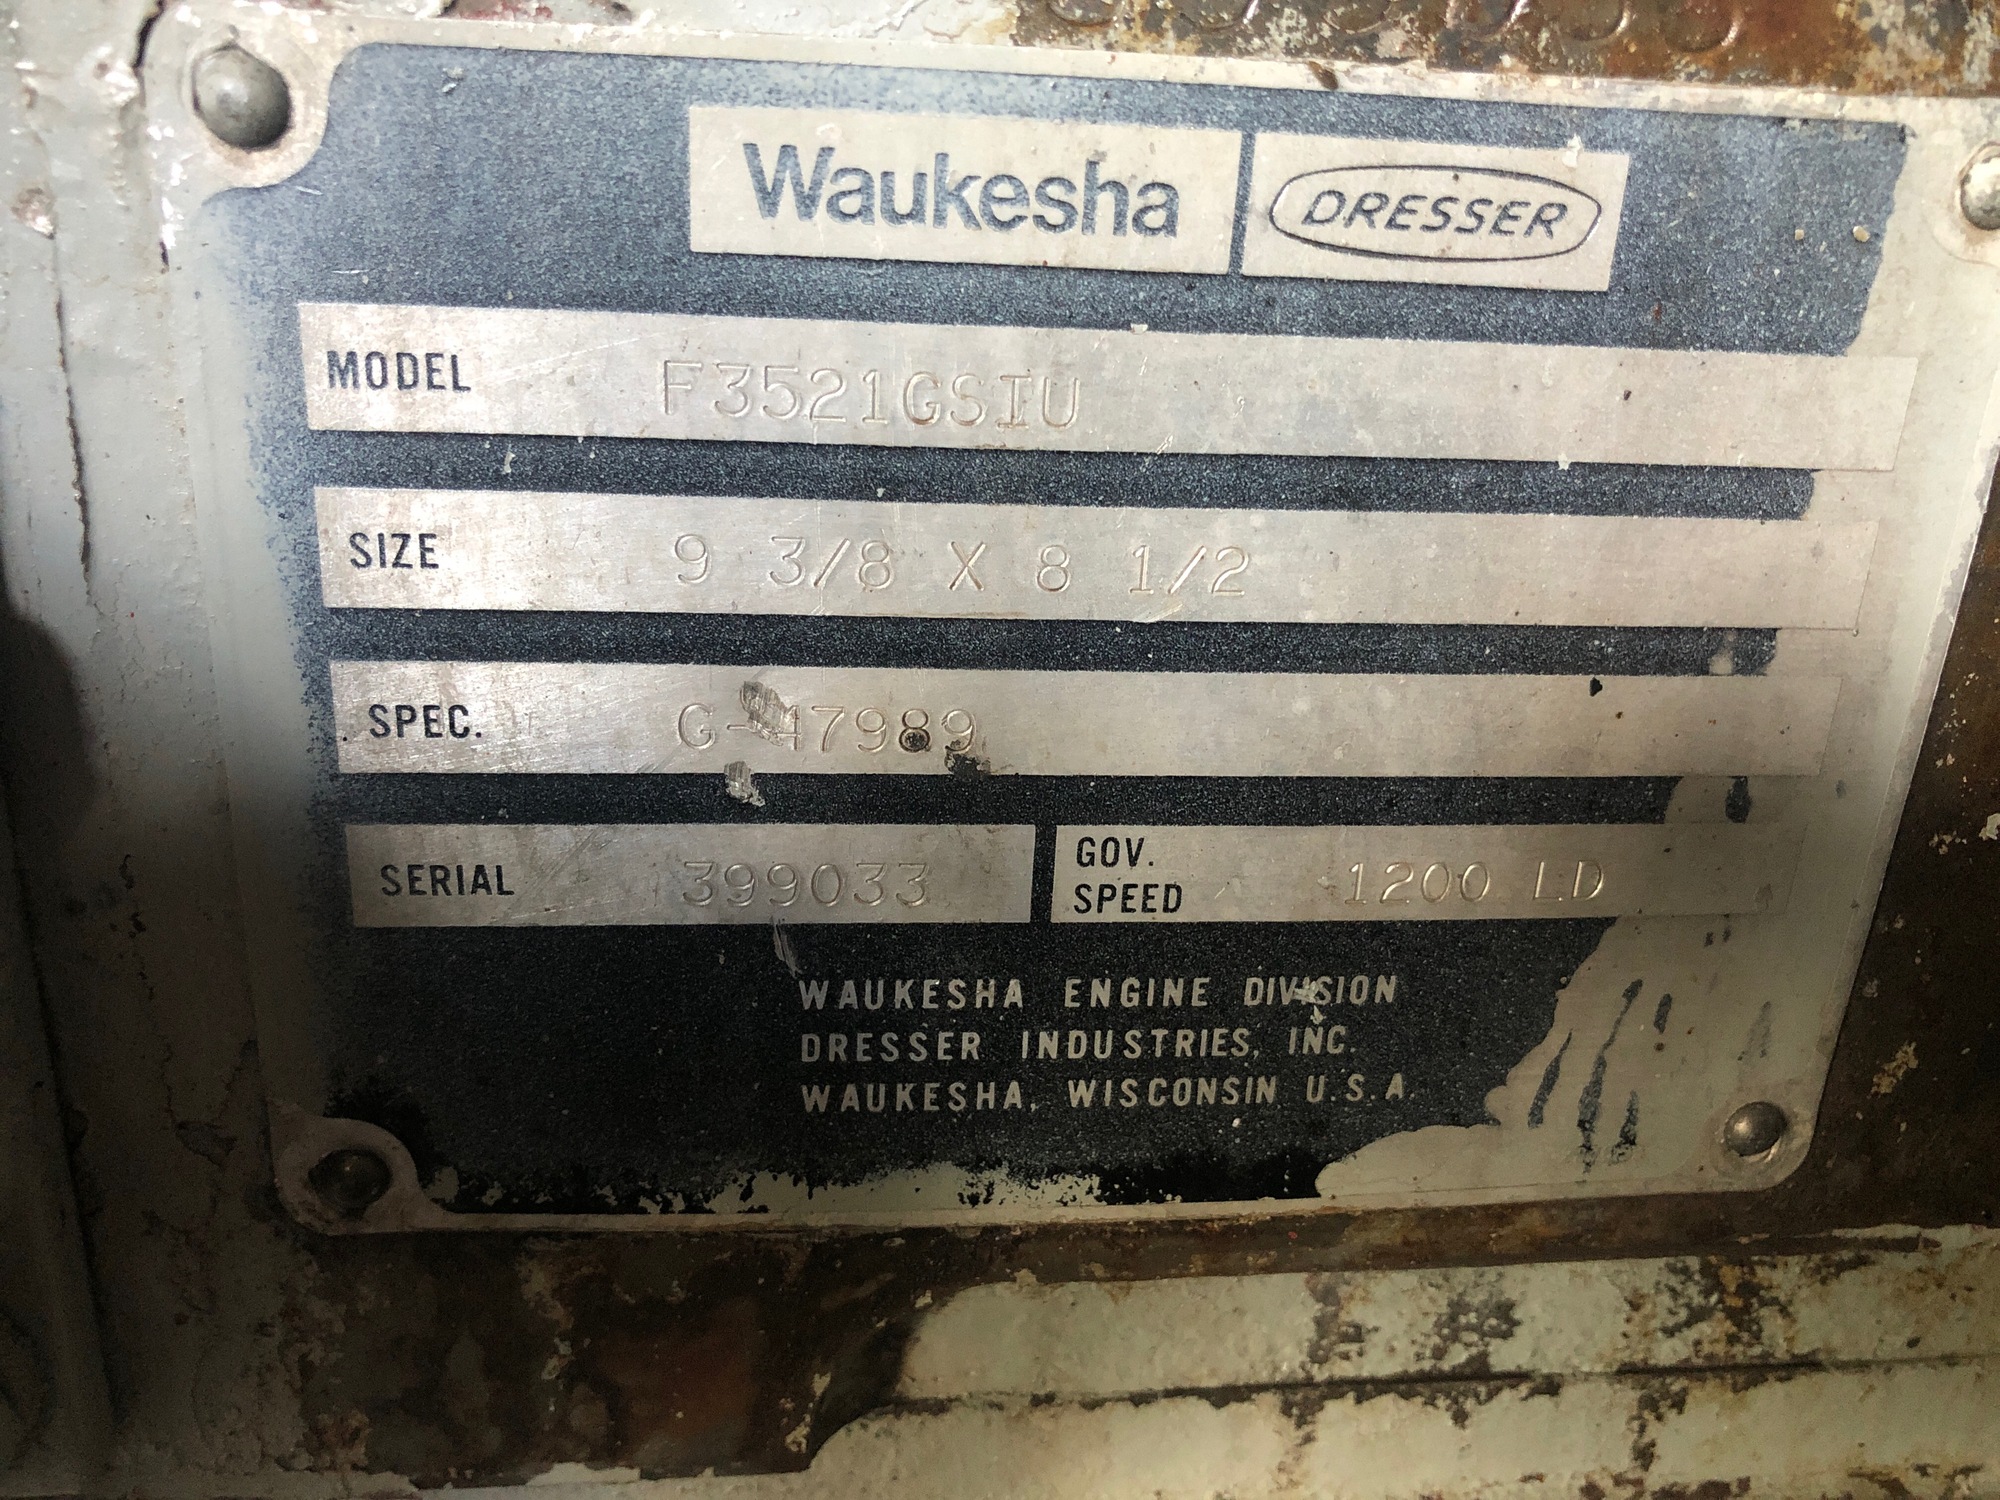 Waukesha DRESSER
MODEL F3521GSIU
SIZE 9 3/8 X 8 1/2
SPEC. G-47989
SERIAL 399033 GOV. SPEED 1200 LD
WAUKESHA ENGINE DIVISION
DRESSER INDUSTRIES, INC.
WAUKESHA, WISCONSIN U.S.A.